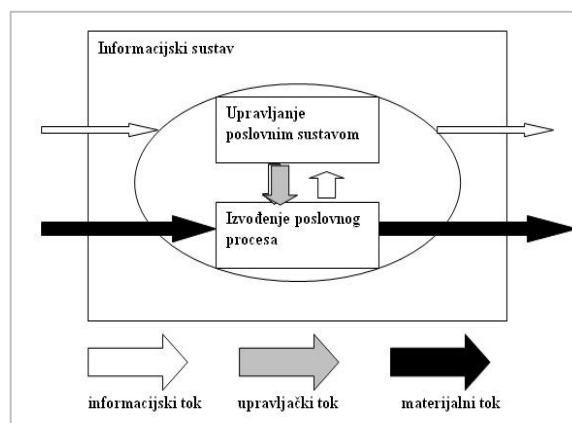 Informacijski sustav
Upravljanje
poslovnim sustavom
Izvođenje poslovnog
procesa
informacijski tok
upravljački tok
materijalni tok